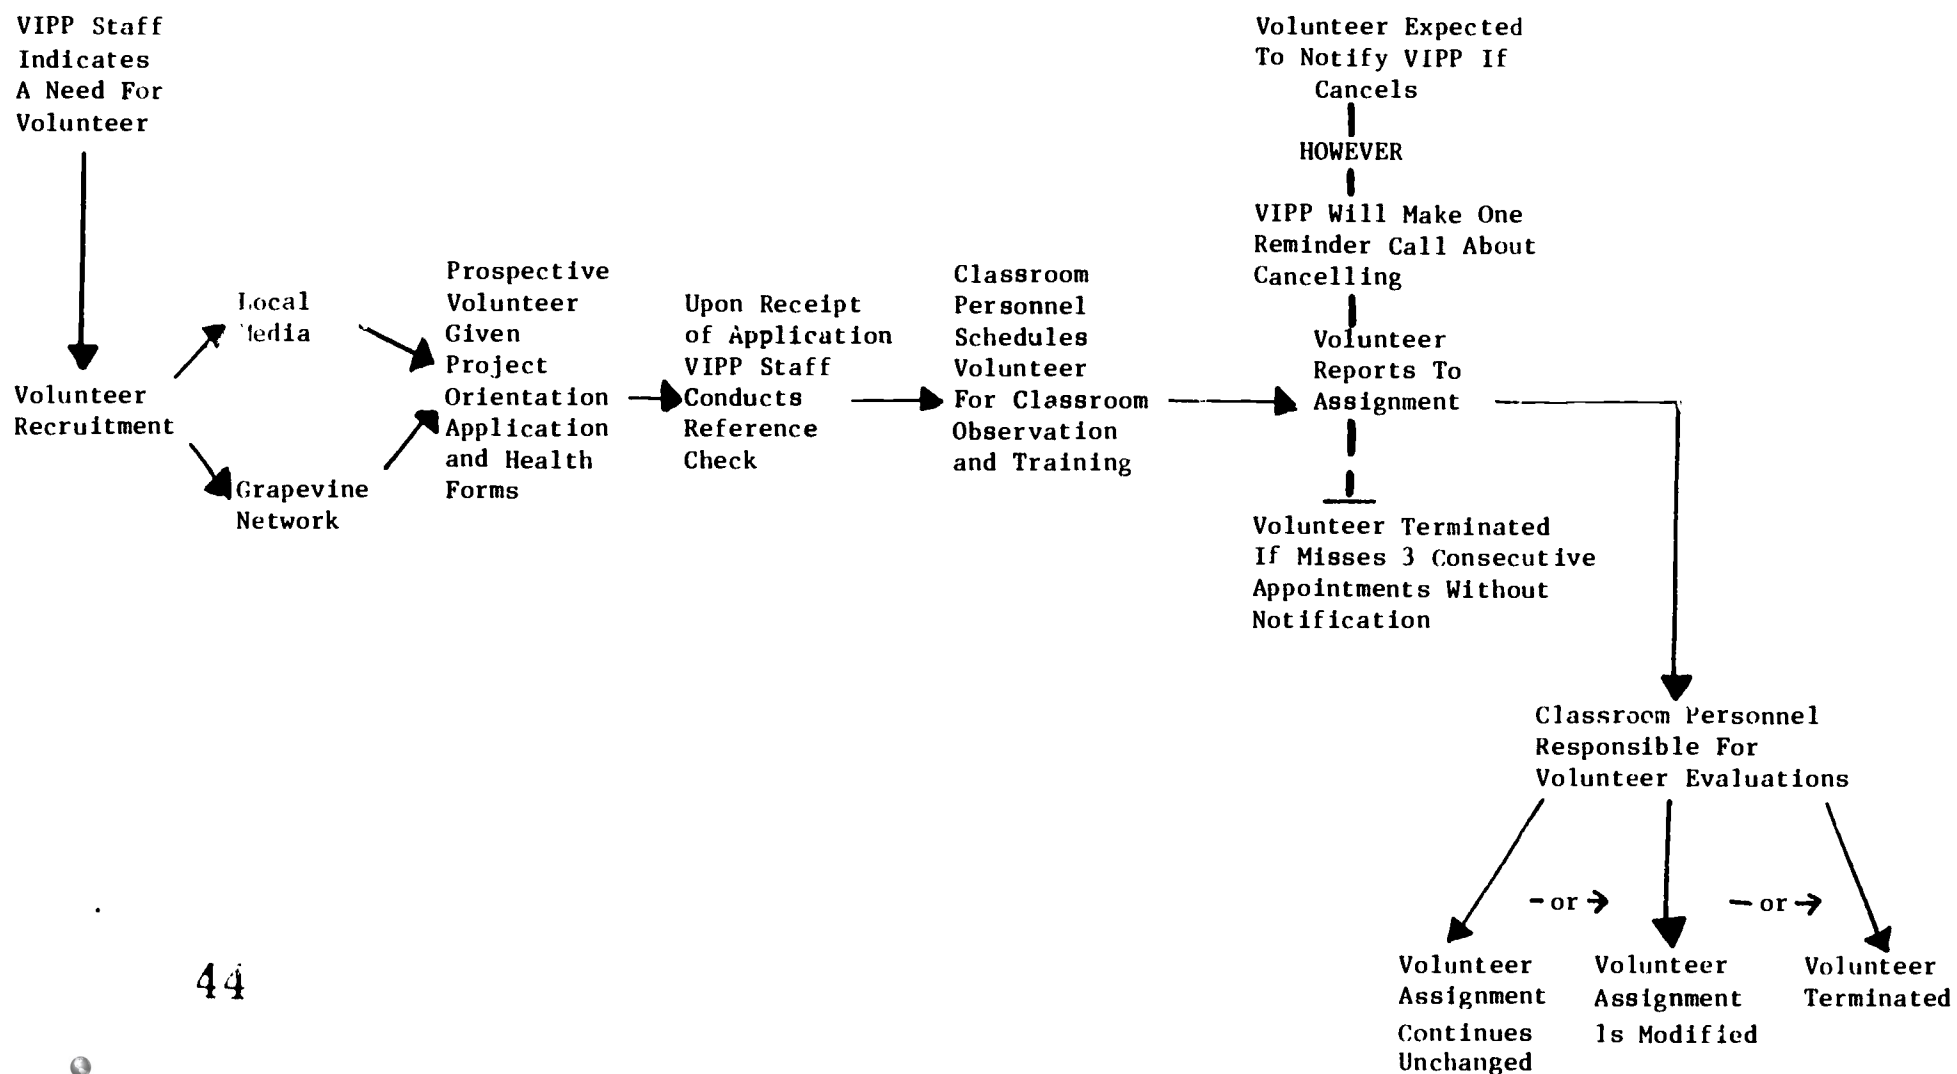 VIPP Staff
Indicates
A Need For
Volunteer
Volunteer
Recruitment
Local
Media
Grapevine
Network
Prospective
Volunteer
Given
Project
Orientation
Application
and Health
Forms
Upon Receipt
of Application
VIPP Staff
Conducts
Reference
Check
Classroom
Personnel
Schedules
Volunteer
For Classroom
Observation
and Training
Volunteer Expected
To Notify VIPP If
Cancels
HOWEVER
VIPP Will Make One
Reminder Call About
Cancelling
Volunteer
Reports To
Assignment
Volunteer Terminated
If Misses 3 Consecutive
Appointments Without
Notification
Classroom Personnel
Responsible For
Volunteer Evaluations
or
or
Volunteer
Assignment
Continues
Unchanged
Volunteer
Assignment
Is Modified
Volunteer
Terminated
44